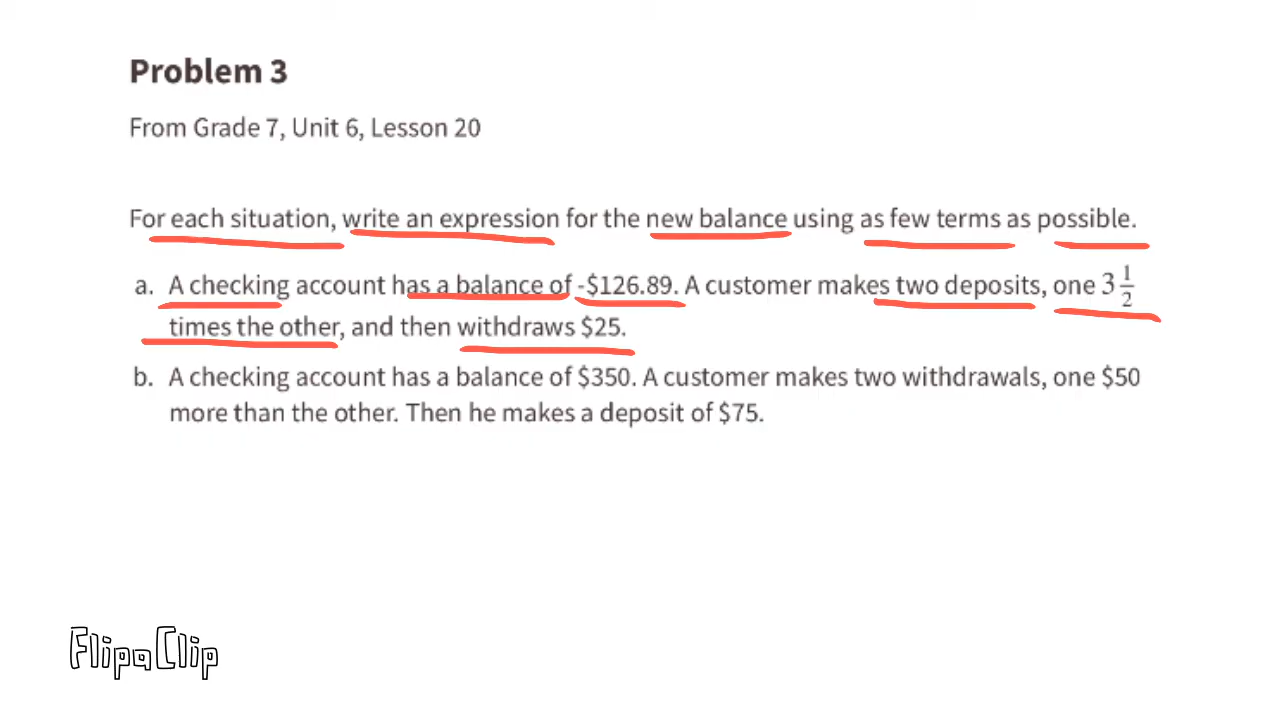 Problem 3
From Grade 7, Unit 6, Lesson 20
For each situation, write an expression for the new balance using as few terms as possible.
a. A checking account has a balance of -$126.89. A customer makes two deposits, one 3 1/2
times the other, and then withdraws $25.
b. A checking account has a balance of $350. A customer makes two withdrawals, one $50
more than the other. Then he makes a deposit of $75.
FlipaClip